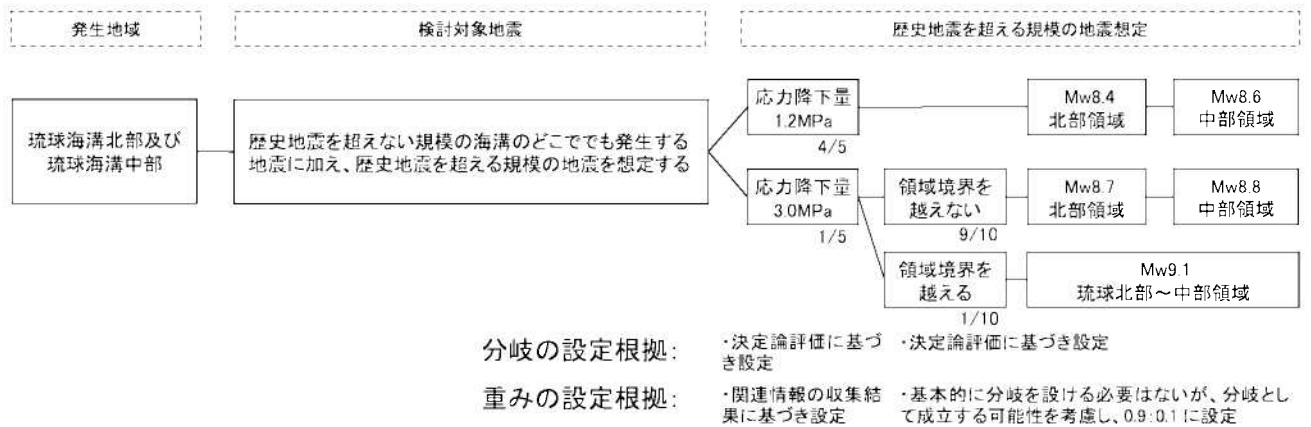 発生地域
検討対象地震
歴史地震を超える規模の地震想定
琉球海溝北部及び
琉球海溝中部
歴史地震を超えない規模の海溝のどこででも発生する
地震に加え、歴史地震を超える規模の地震を想定する
応力降下量
1.2MPa
4/5
Mw8.4
北部領域
Mw8.6
中部領域
応力降下量
3.0MPa
1/5
領域境界を
越えない
9/10
Mw8.7
北部領域
Mw8.8
中部領域
領域境界を
越える
1/10
Mw9.1
琉球北部～中部領域
分岐の設定根拠:
・決定論評価に基づ
き設定
・決定論評価に基づき設定
重みの設定根拠:
・関連情報の収集結
果に基づき設定
・基本的に分岐を設ける必要はないが、分岐とし
て成立する可能性を考慮し、0.9:0.1に設定